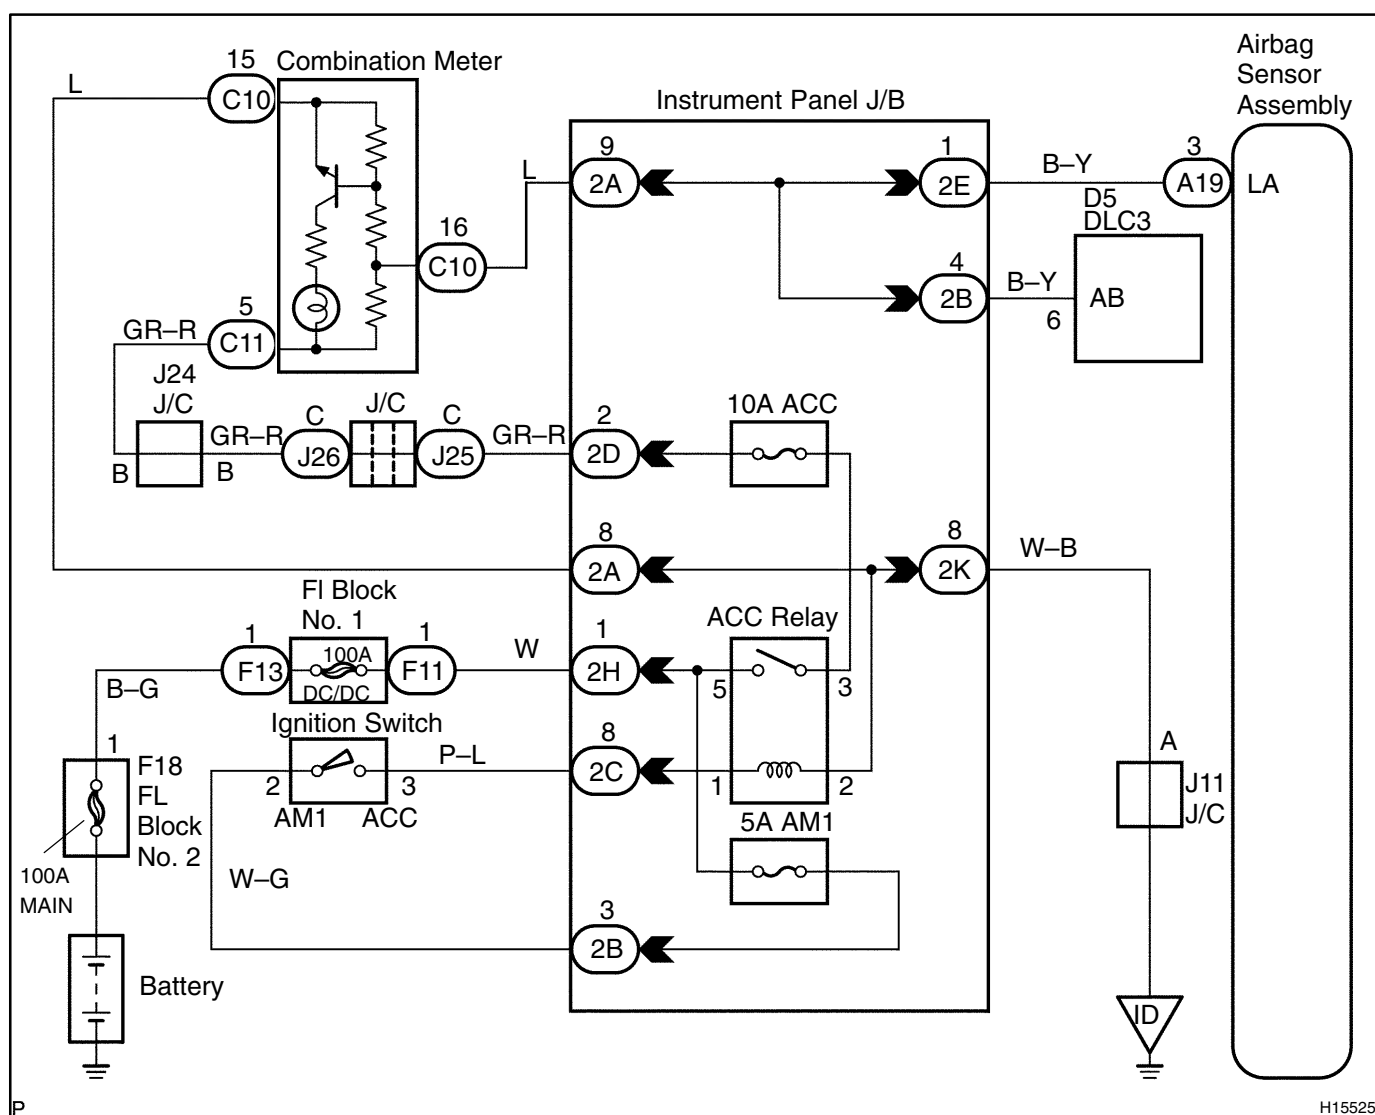 15
Combination Meter
L
C10
Airbag
Sensor
Assembly
Instrument Panel J/B
9
L
2A
1
2E
B–Y
3
A19
LA
D5
DLC3
16
C10
4
2B
B–Y
6
AB
5
GR–R
C11
J24
J/C
B
GR–R
B
C
J26
J/C
C
J25
GR–R
2
2D
10A ACC
8
2A
8
2K
W–B
Fl Block
No. 1
1
F13
100A
DC/DC
1
F11
W
1
2H
ACC Relay
5
3
B–G
Ignition Switch
2
3
AM1
ACC
P–L
8
2C
1
2
A
J11
J/C
1
F18
FL
Block
No. 2
100A
MAIN
W–G
5A AM1
3
2B
Battery
ID
P
H15525